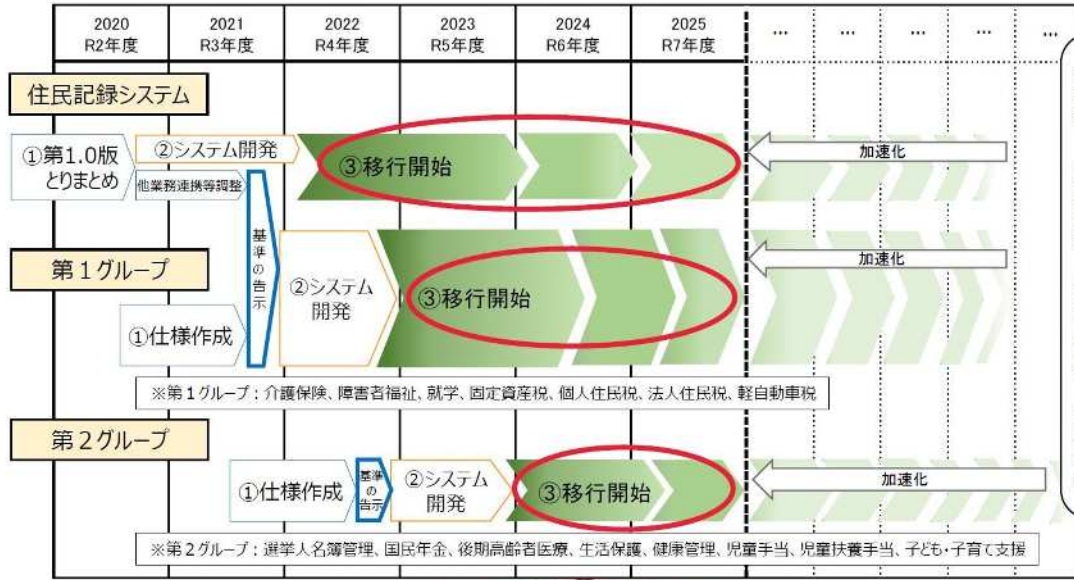 2020
R2年度
2021
R3年度
2022
R4年度
2023
R5年度
2024
R6年度
2025
R7年度
…
…
…
…
…
住民記録システム
①第1.0版
とりまとめ
②システム開発
他業務連携等調整
③移行開始
加速化
基準の告示
第1グループ
①仕様作成
②システム
開発
③移行開始
加速化
※第1グループ：介護保険、障害者福祉、就学、固定資産税、個人住民税、法人住民税、軽自動車税
第2グループ
①仕様作成
基準の告示
②システム
開発
③移行開始
加速化
※第2グループ：選挙人名簿管理、国民年金、後期高齢者医療、生活保護、健康管理、児童手当、児童扶養手当、子ども・子育て支援